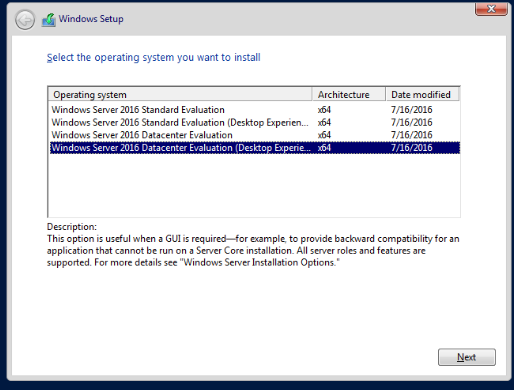 Windows Setup
Select the operating system you want to install
Operating system Architecture Date modified
Windows Server 2016 Standard Evaluation x64 7/16/2016
Windows Server 2016 Standard Evaluation (Desktop Experien... x64 7/16/2016
Windows Server 2016 Datacenter Evaluation x64 7/16/2016
Windows Server 2016 Datacenter Evaluation (Desktop Experie... x64 7/16/2016
Description:
This option is useful when a GUI is required—for example, to provide backward compatibility for an
application that cannot be run on a Server Core installation. All server roles and features are
supported. For more details see "Windows Server Installation Options."
Next